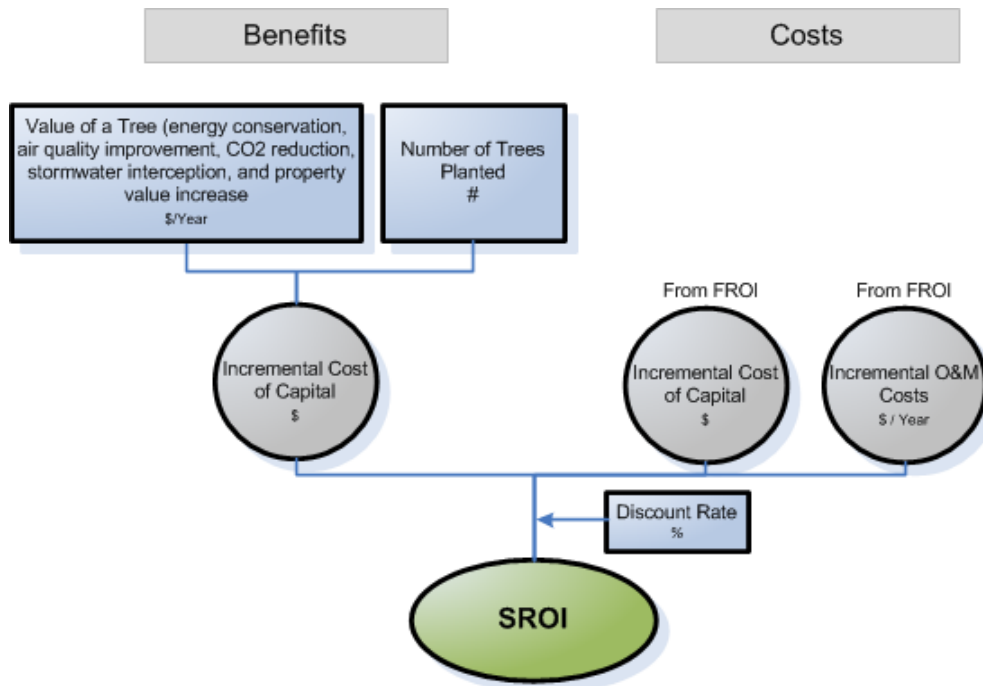 Benefits
Costs
Value of a Tree (energy conservation,
air quality improvement, CO2 reduction,
stormwater interception, and property
value increase
$/Year
Number of Trees
Planted
#
From FROI
From FROI
Incremental Cost
of Capital
$
Incremental Cost
of Capital
$
Incremental O&M
Costs
$ / Year
Discount Rate
%
SROI